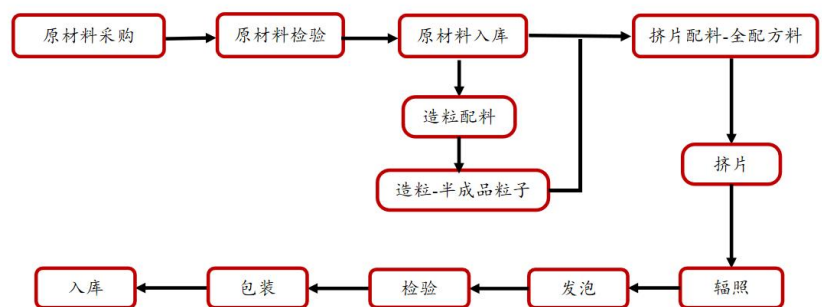 原材料采购
原材料检验
原材料入库
挤片配料-全配方料
造粒配料
造粒-半成品粒子
挤片
辐照
发泡
检验
包装
入库